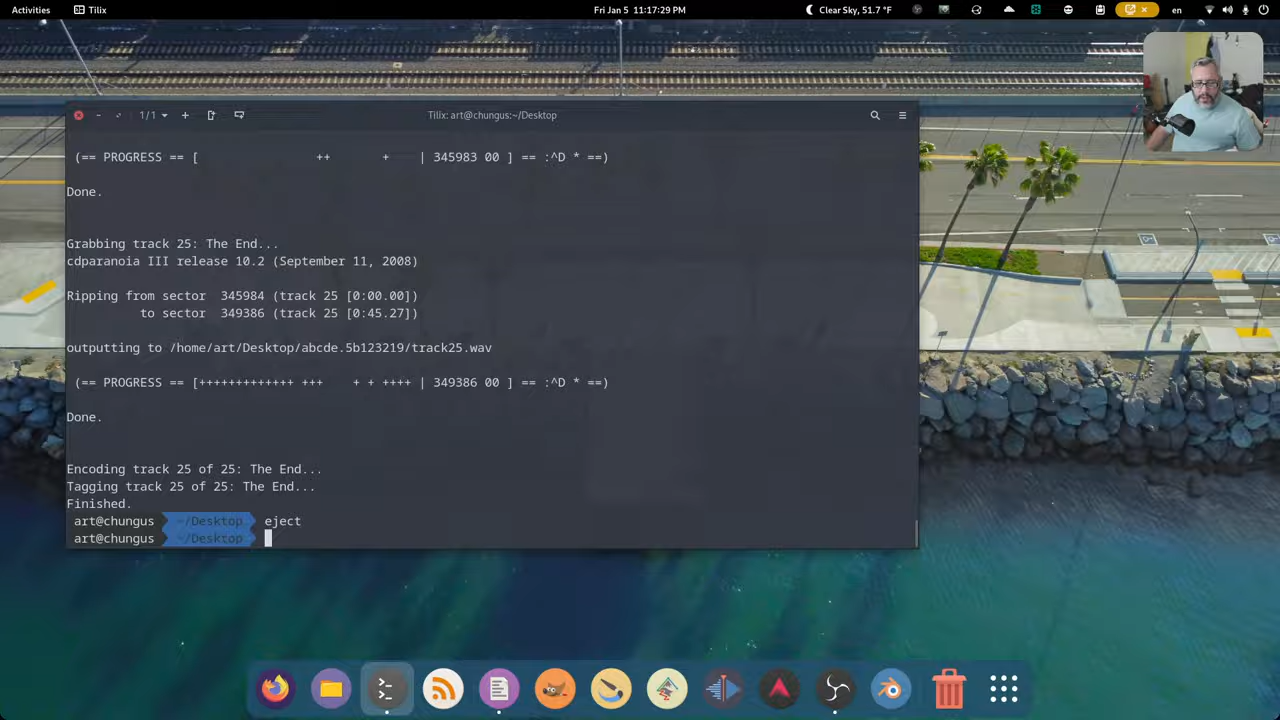 Activities Tilix Fri Jan 5 11:17:29 PM Clear Sky, 51.7 °F en
1/1 Tilix: art@chungus:~/Desktop
(== PROGRESS == [ ++ + | 345983 00 ] == :^D * ==)
Done.
Grabbing track 25: The End...
cdparanoia III release 10.2 (September 11, 2008)
Ripping from sector 345984 (track 25 [0:00.00])
to sector 349386 (track 25 [0:45.27])
outputting to /home/art/Desktop/abcde.5b123219/track25.wav
(== PROGRESS == [+++++++++++++ +++ + + ++++ | 349386 00 ] == :^D * ==)
Done.
Encoding track 25 of 25: The End...
Tagging track 25 of 25: The End...
Finished.
art@chungus ~/Desktop eject
art@chungus ~/Desktop